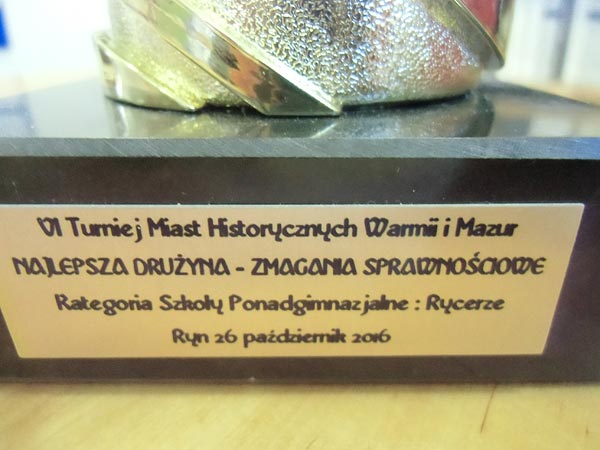 VI Turniej Miast Historycznych Warmii i Mazur
NAJLEPSZA DRUŻYNA - ZMAGANIA SPRAWNOŚCIOWE
Kategoria Szkoły Ponadgimnazjalne : Rycerze
Ryn 26 październik 2016